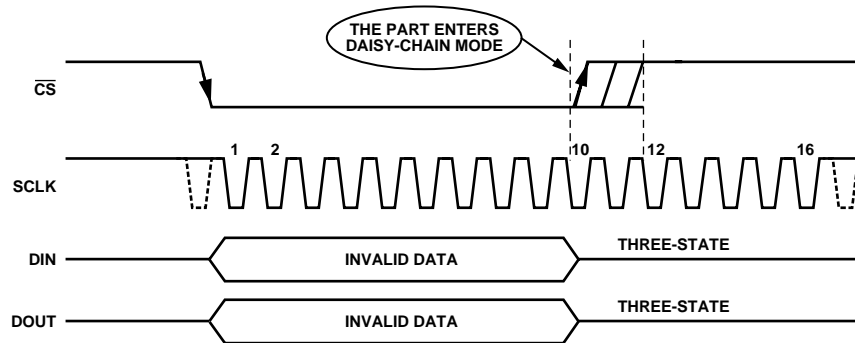 THE PART ENTERS
DAISY-CHAIN MODE
CS
1 2 10 12 16
SCLK
THREE-STATE
DIN INVALID DATA
THREE-STATE
DOUT INVALID DATA